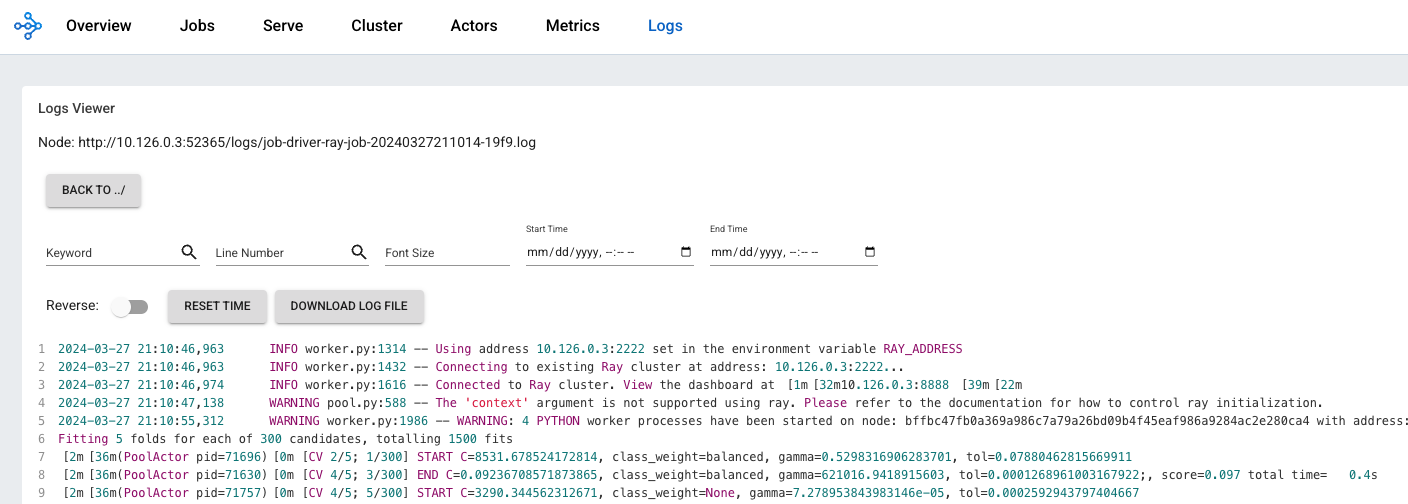 Overview Jobs Serve Cluster Actors Metrics Logs
Logs Viewer
Node: http://10.126.0.3:52365/logs/job-driver-ray-job-20240327211014-19f9.log
BACK TO ../
Start Time End Time
Keyword Line Number Font Size mm/dd/yyyy, --:-- -- mm/dd/yyyy, --:-- --
Reverse: RESET TIME DOWNLOAD LOG FILE
1 2024-03-27 21:10:46,963 INFO worker.py:1314 -- Using address 10.126.0.3:2222 set in the environment variable RAY_ADDRESS
2 2024-03-27 21:10:46,963 INFO worker.py:1432 -- Connecting to existing Ray cluster at address: 10.126.0.3:2222...
3 2024-03-27 21:10:46,974 INFO worker.py:1616 -- Connected to Ray cluster. View the dashboard at [1m[32m10.126.0.3:8888 [39m[22m
4 2024-03-27 21:10:47,138 WARNING pool.py:588 -- The 'context' argument is not supported using ray. Please refer to the documentation for how to control ray initialization.
5 2024-03-27 21:10:55,312 WARNING worker.py:1986 -- WARNING: 4 PYTHON worker processes have been started on node: bffbc47fb0a369a986c7a79a26bd09b4f45eaf986a9284ac2e280ca4 with address:
6 Fitting 5 folds for each of 300 candidates, totalling 1500 fits
7 [2m[36m(PoolActor pid=71696)[0m [CV 2/5; 1/300] START C=8531.678524172814, class_weight=balanced, gamma=0.5298316906283701, tol=0.07880462815669911
8 [2m[36m(PoolActor pid=71630)[0m [CV 4/5; 3/300] END C=0.09236708571873865, class_weight=balanced, gamma=621016.9418915603, tol=0.0001268961003167922;, score=0.097 total time= 0.4s
9 [2m[36m(PoolActor pid=71757)[0m [CV 4/5; 5/300] START C=3290.344562312671, class_weight=None, gamma=7.278953843983146e-05, tol=0.0002592943797404667